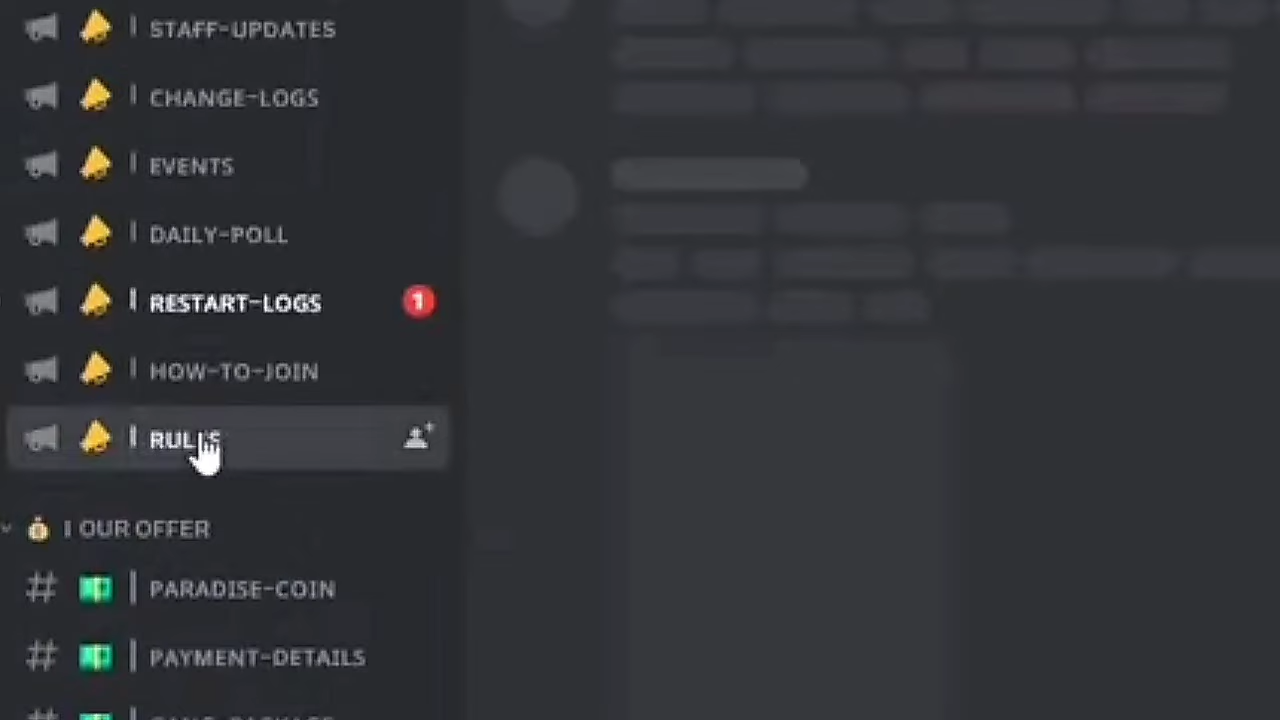 STAFF-UPDATES
CHANGE-LOGS
EVENTS
DAILY-POLL
RESTART-LOGS 1
HOW-TO-JOIN
RULES
OUR OFFER
PARADISE-COIN
PAYMENT-DETAILS